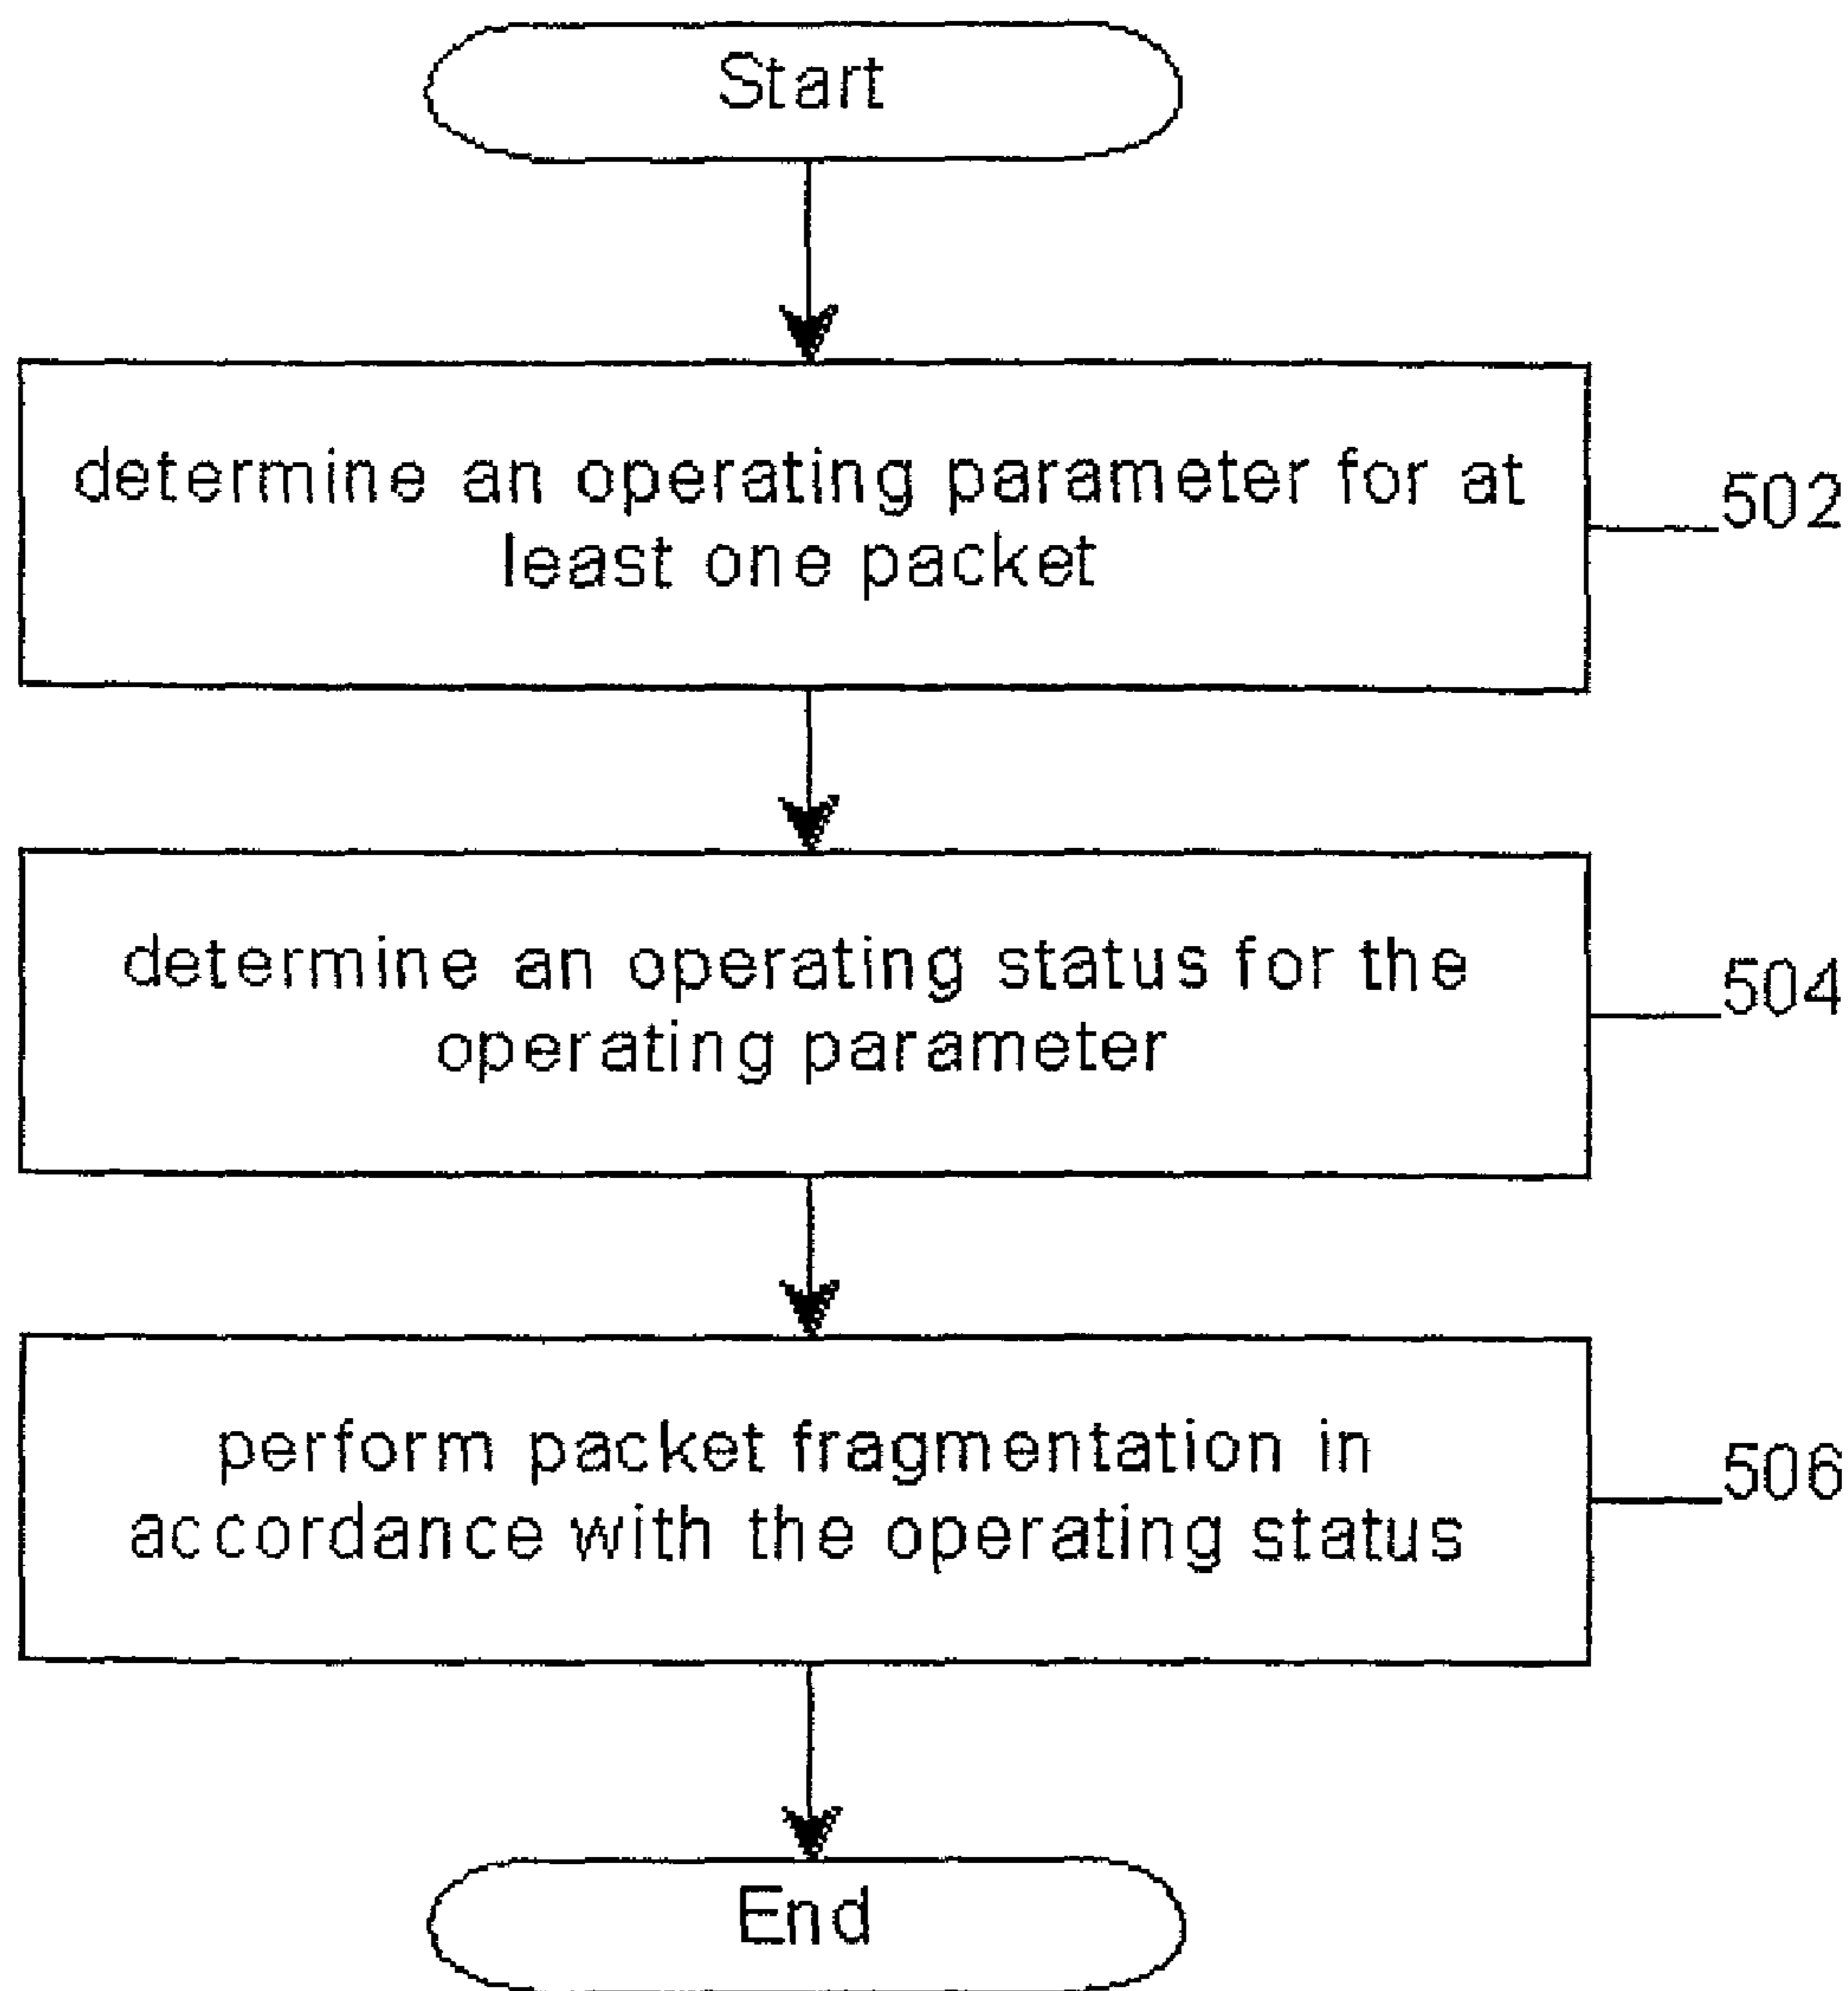 Start
determine an operating parameter for at
least one packet
502
determine an operating status for the
operating parameter
504
perform packet fragmentation in
accordance with the operating status
506
End